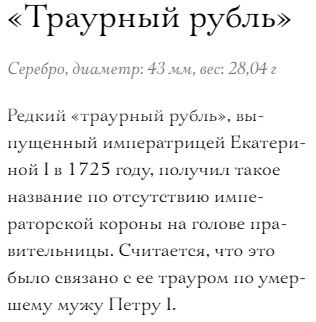 «Траурный рубль»
Серебро, диаметр: 43 мм, вес: 28,04 г
Редкий «траурный рубль», вы-
пущенный императрицей Екатери-
ной I в 1725 году, получил такое
название по отсутствию импе-
раторской короны на голове пра-
вительницы. Считается, что это
было связано с ее трауром по умер-
шему мужу Петру I.